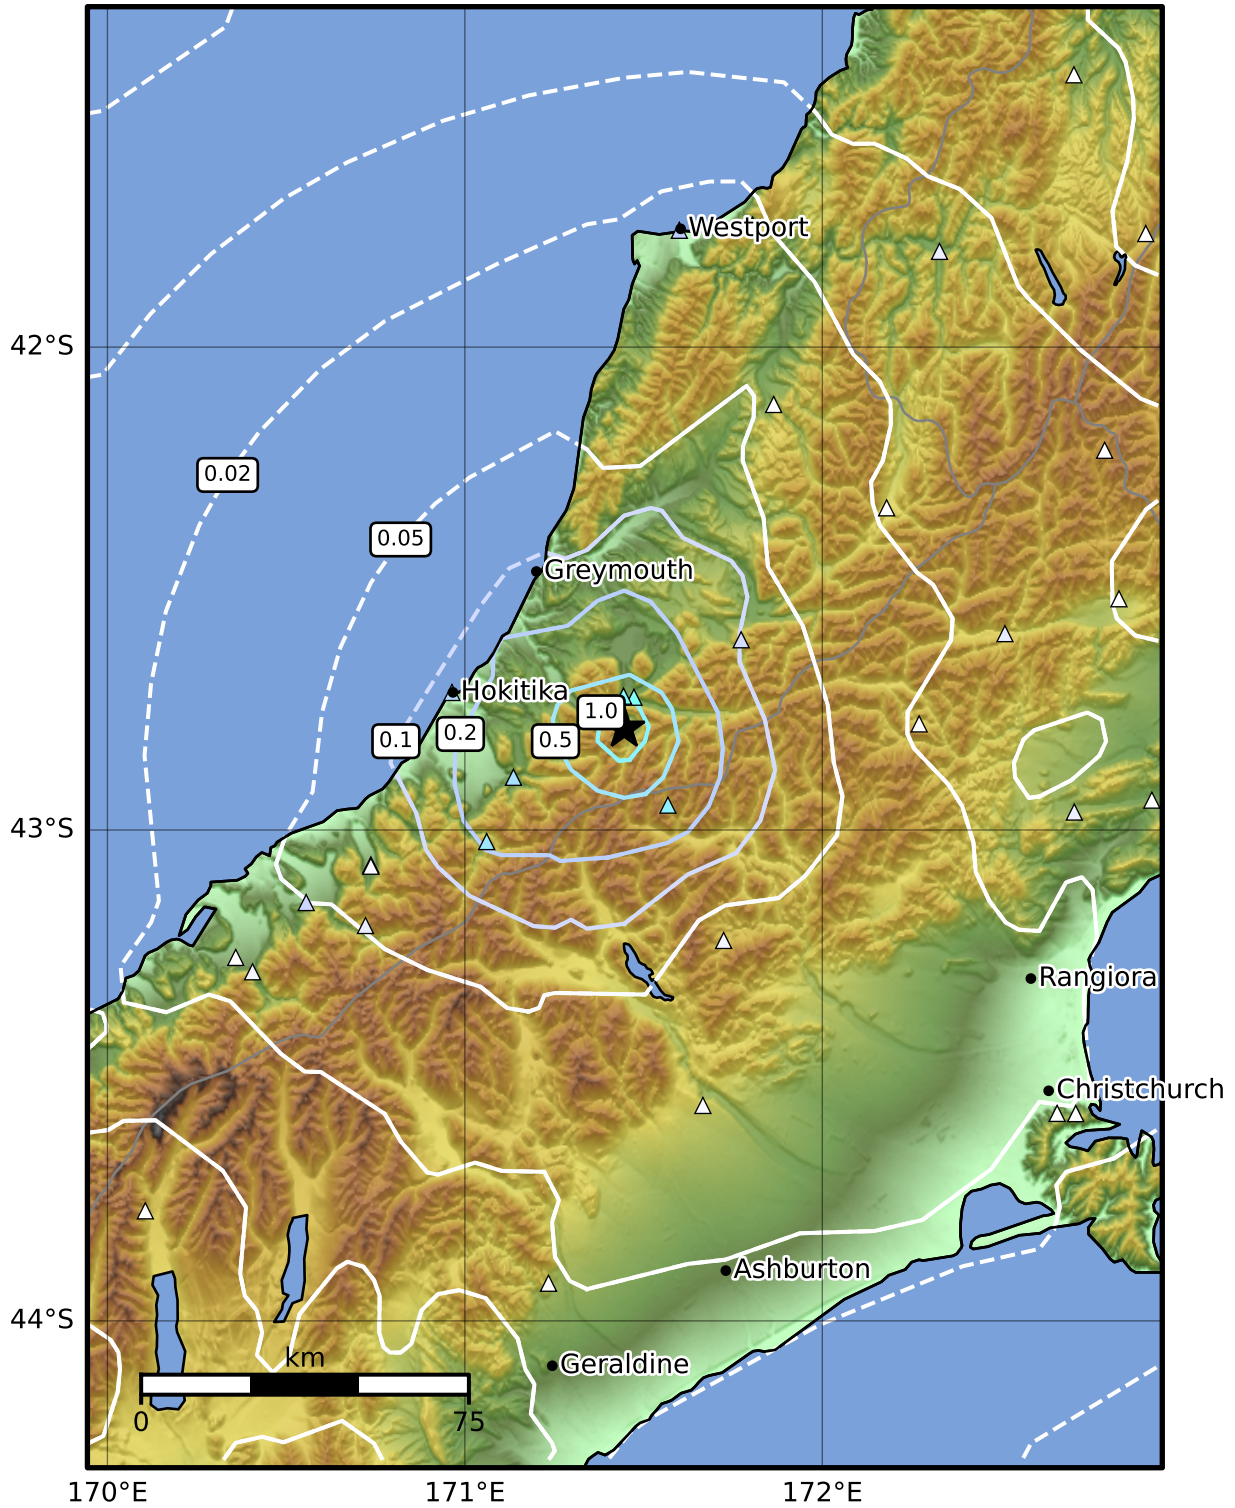 Westport
42°S
0.02
0.05
Greymouth
Hokitika
1.0
0.1
0.2
0.5
43°S
Rangiora
Christchurch
Ashburton
44°S
km
Geraldine
0
75
170°E
171°E
172°E